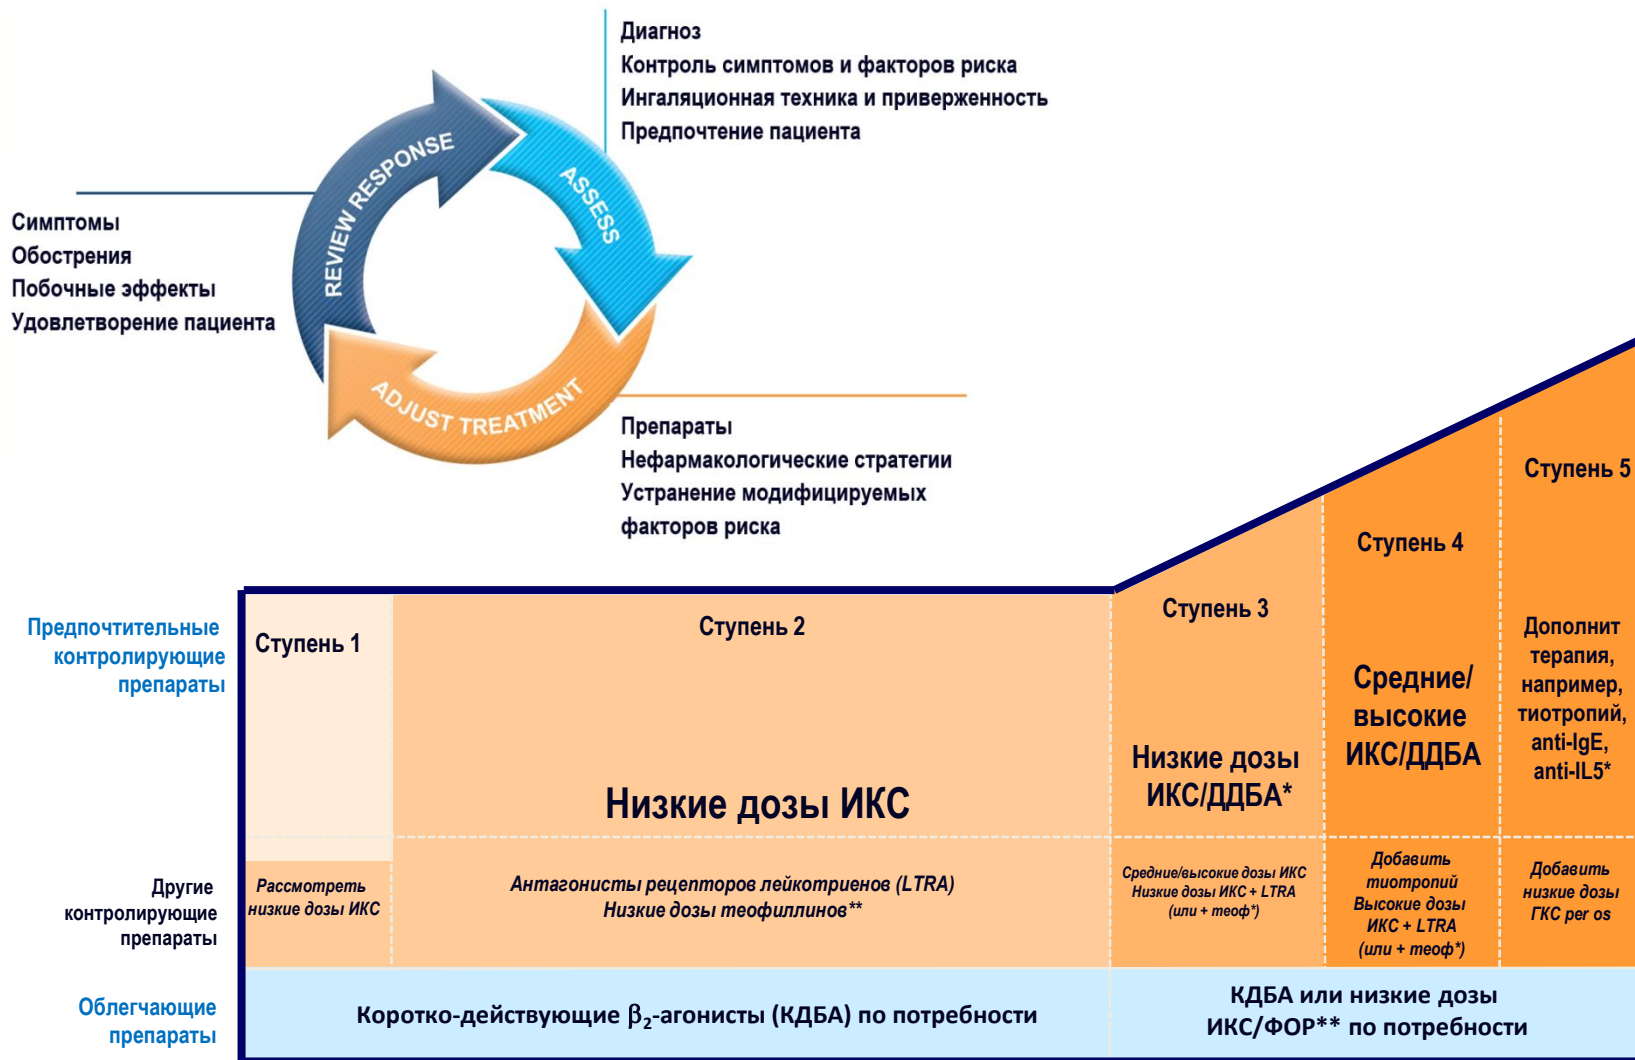 Диагноз
Контроль симптомов и факторов риска
Ингаляционная техника и приверженность
Предпочтение пациента
REVIEW RESPONSE
ASSESS
ADJUST TREATMENT
Симптомы
Обострения
Побочные эффекты
Удовлетворение пациента
Препараты
Нефармакологические стратегии
Устранение модифицируемых
факторов риска
Предпочтительные
контролирующие
препараты
Ступень 1
Ступень 2
Низкие дозы ИКС
Ступень 3
Низкие дозы
ИКС/ДДБА*
Ступень 4
Средние/
высокие
ИКС/ДДБА
Ступень 5
Дополнит
терапия,
например,
тиотропий,
anti-IgE,
anti-IL5*
Другие
контролирующие
препараты
Рассмотреть
низкие дозы ИКС
Антагонисты рецепторов лейкотриенов (LTRA)
Низкие дозы теофиллинов**
Средние/высокие дозы ИКС
Низкие дозы ИКС + LTRA
(или + теоф*)
Добавить
тиотропий
Высокие дозы
ИКС + LTRA
(или + теоф*)
Добавить
низкие дозы
ГКС per os
Облегчающие
препараты
Коротко-действующие β₂-агонисты (КДБА) по потребности
КДБА или низкие дозы
ИКС/ФОР** по потребности